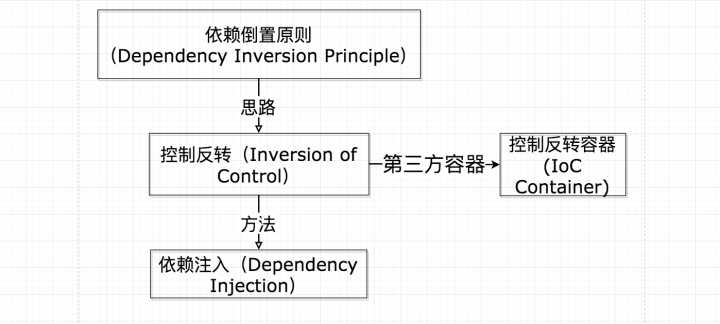 依赖倒置原则
（Dependency Inversion Principle）
思路
控制反转（Inversion of
Control）
第三方容器
控制反转容器
(IoC
Container)
方法
依赖注入（Dependency
Injection）